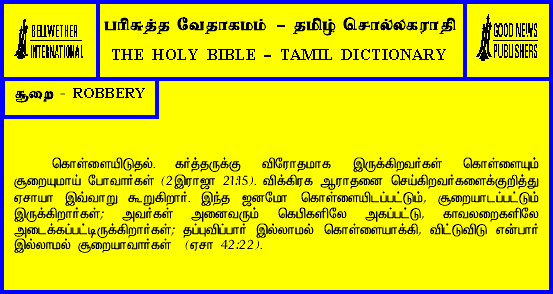 BELLWETHER
INTERNATIONAL
பரிசுத்த வேதாகமம் - தமிழ் சொல்லகராதி
THE HOLY BIBLE - TAMIL DICTIONARY
GOOD NEWS
PUBLISHERS
சூறை - ROBBERY
கொள்ளையிடுதல். கர்த்தருக்கு விரோதமாக இருக்கிறவர்கள் கொள்ளையும்
சூறையுமாய் போவார்கள் (2இராஜா 21:15). விக்கிரக ஆராதனை செய்கிறவர்களைக்குறித்து
ஏசாயா இவ்வாறு கூறுகிறார். இந்த ஜனமோ கொள்ளையிடப்பட்டும், சூறையாடப்பட்டும்
இருக்கிறார்கள்; அவர்கள் அனைவரும் கெபிகளிலே அகப்பட்டு, காவலறைகளிலே
அடைக்கப்பட்டிருக்கிறார்கள்; தப்புவிப்பார் இல்லாமல் கொள்ளையாக்கி, விட்டுவிடு என்பார்
இல்லாமல் சூறையாவார்கள் (ஏசா 42:22).